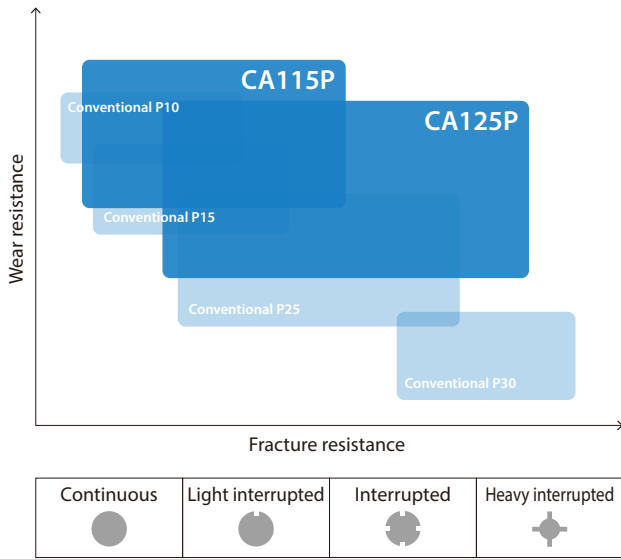 CA115P
Conventional P10
CA125P
Conventional P15
Conventional P25
Conventional P30
Wear resistance
Fracture resistance
Continuous
Light interrupted
Interrupted
Heavy interrupted